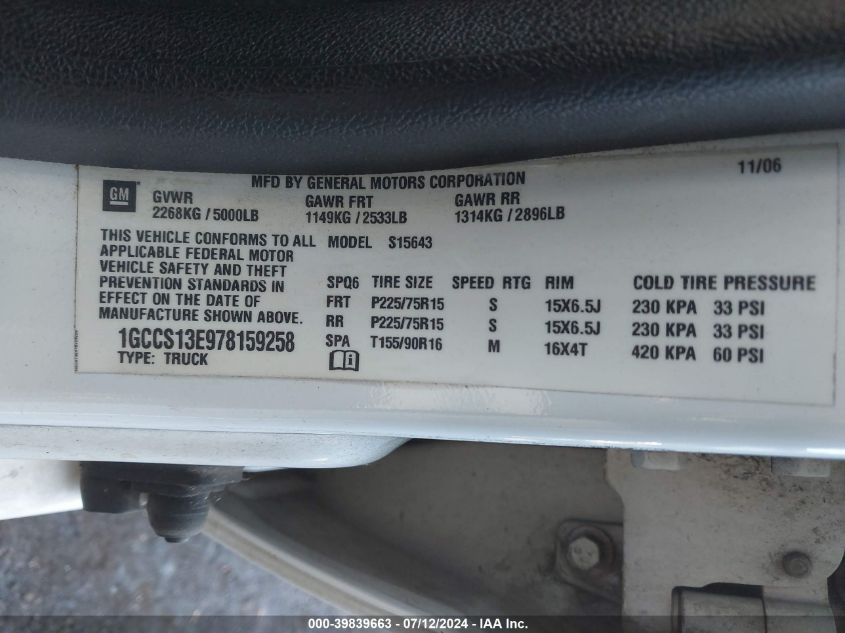 11/06
MFD BY GENERAL MOTORS CORPORATION
GM
GVWR GAWR FRT GAWR RR
2268KG / 5000LB 1149KG / 2533LB 1314KG / 2896LB
THIS VEHICLE CONFORMS TO ALL MODEL S15643
APPLICABLE FEDERAL MOTOR
VEHICLE SAFETY AND THEFT
PREVENTION STANDARDS IN SPQ6 TIRE SIZE SPEED RTG RIM COLD TIRE PRESSURE
EFFECT ON THE DATE OF FRT P225/75R15 S 15X6.5J 230 KPA 33 PSI
MANUFACTURE SHOWN ABOVE. RR P225/75R15 S 15X6.5J 230 KPA 33 PSI
1GCCS13E978159258 SPA T155/90R16 M 16X4T 420 KPA 60 PSI
TYPE: TRUCK
000-39839663 - 07/12/2024 - IAA Inc.